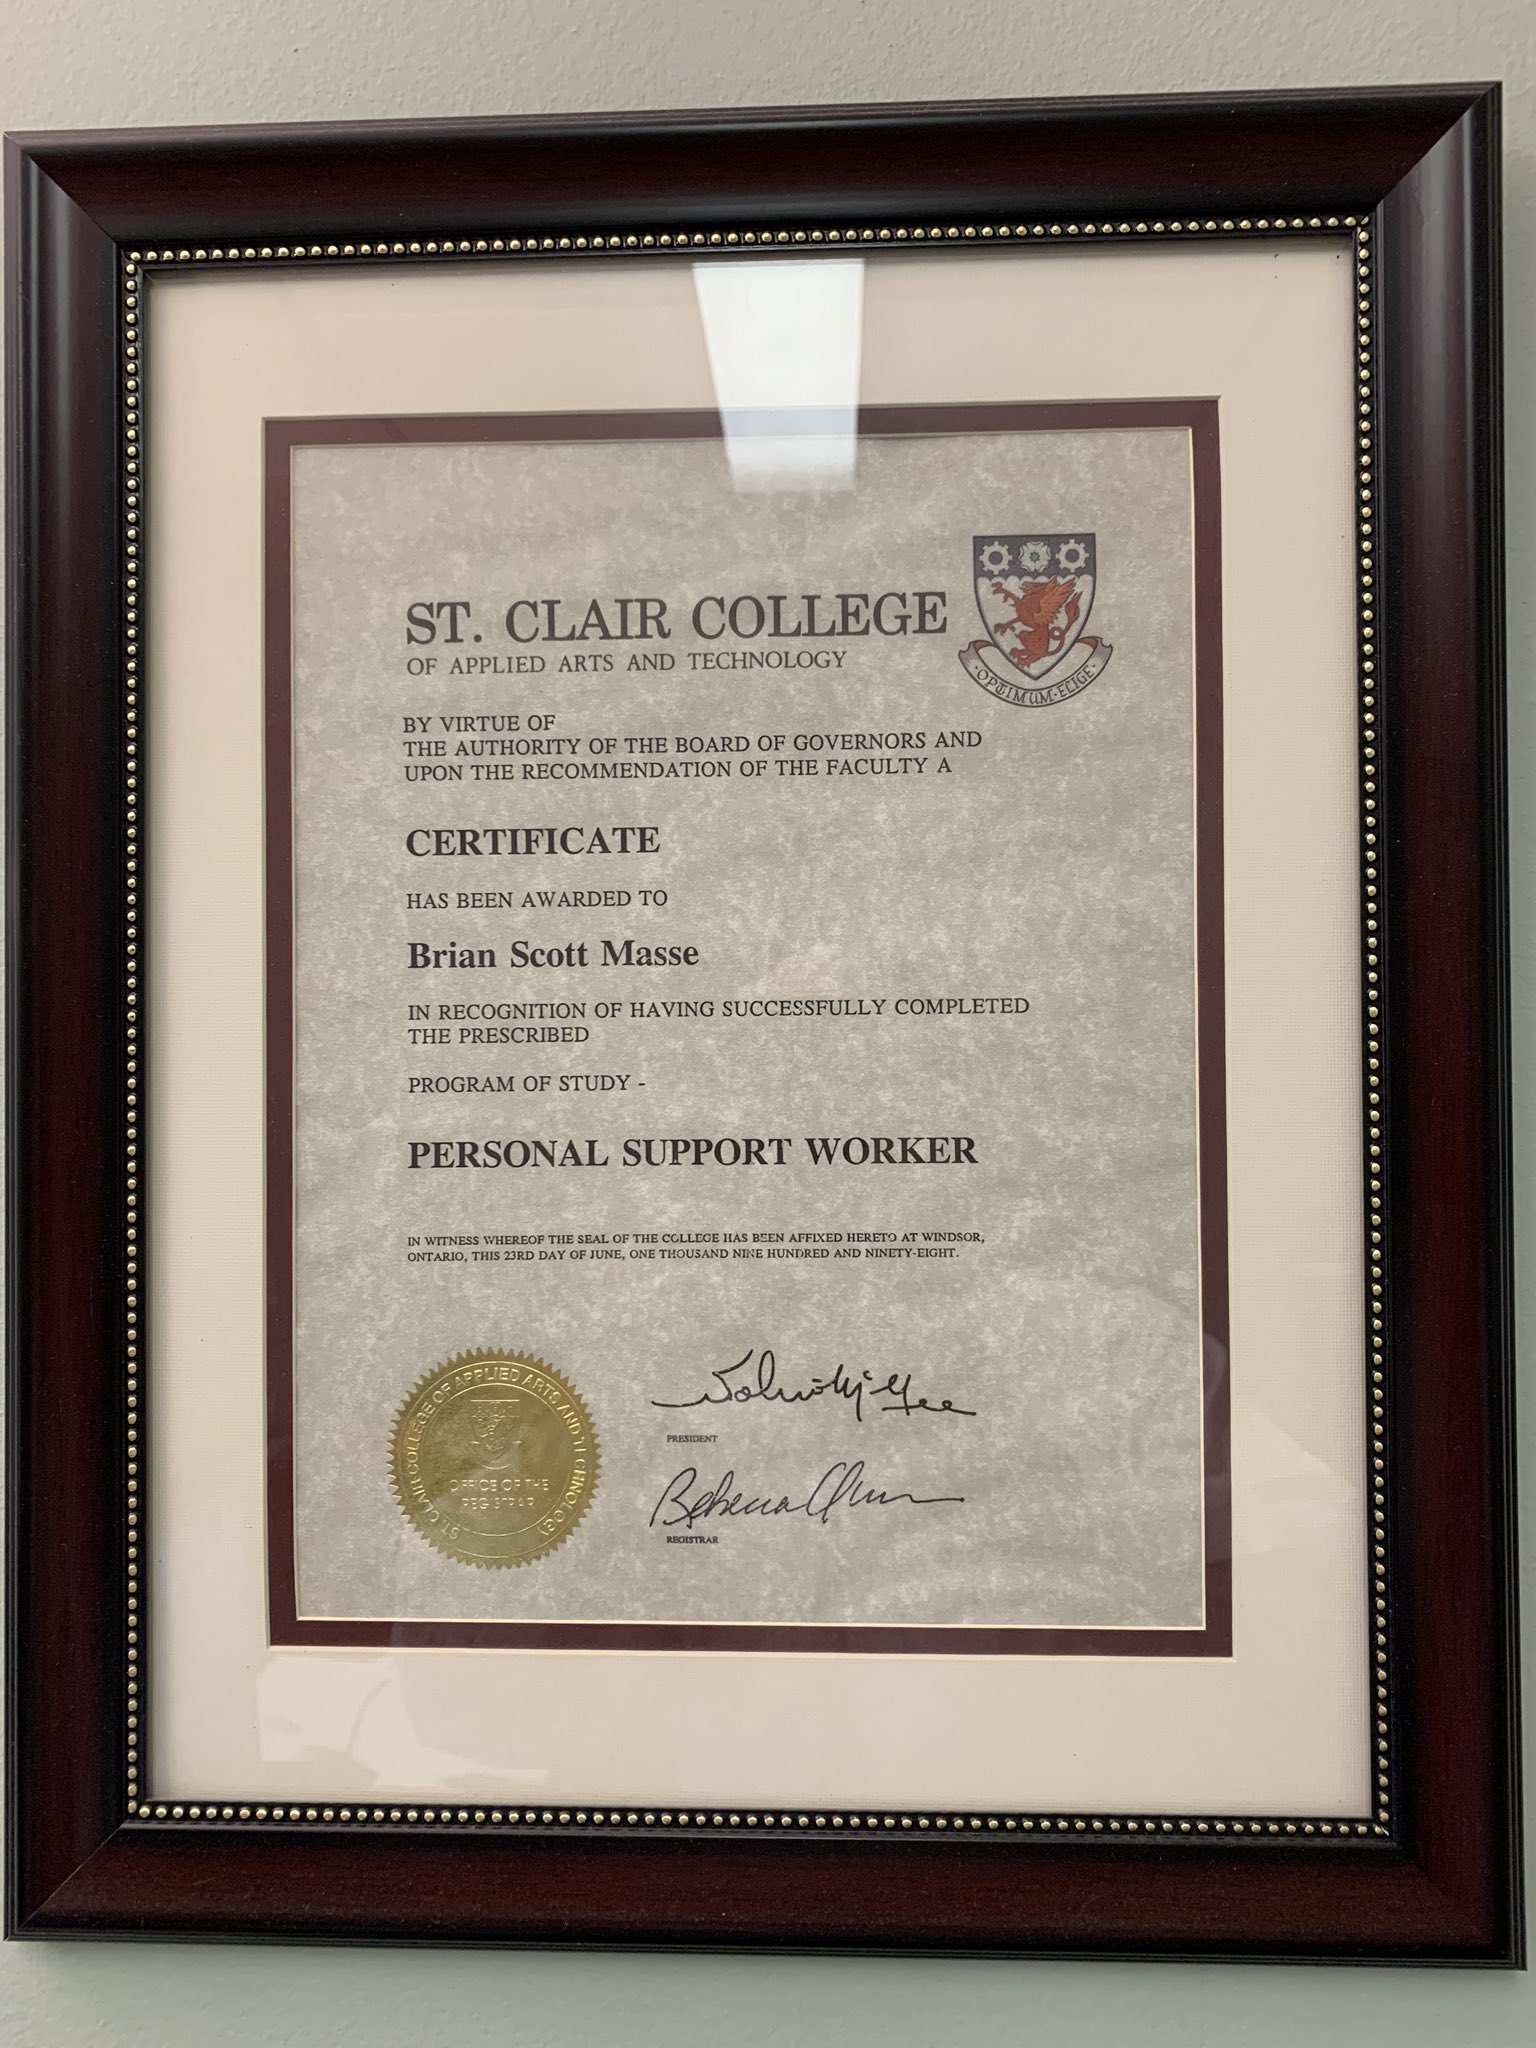 ST. CLAIR COLLEGE
OF APPLIED ARTS AND TECHNOLOGY
OPTIMUM·ELIGE
BY VIRTUE OF
THE AUTHORITY OF THE BOARD OF GOVERNORS AND
UPON THE RECOMMENDATION OF THE FACULTY A
CERTIFICATE
HAS BEEN AWARDED TO
Brian Scott Masse
IN RECOGNITION OF HAVING SUCCESSFULLY COMPLETED
THE PRESCRIBED
PROGRAM OF STUDY -
PERSONAL SUPPORT WORKER
IN WITNESS WHEREOF THE SEAL OF THE COLLEGE HAS BEEN AFFIXED HERETO AT WINDSOR,
ONTARIO, THIS 23RD DAY OF JUNE, ONE THOUSAND NINE HUNDRED AND NINETY-EIGHT.
ST. CLAIR COLLEGE OF APPLIED ARTS AND TECHNOLOGY
OFFICE OF THE
REGISTRAR
PRESIDENT
REGISTRAR